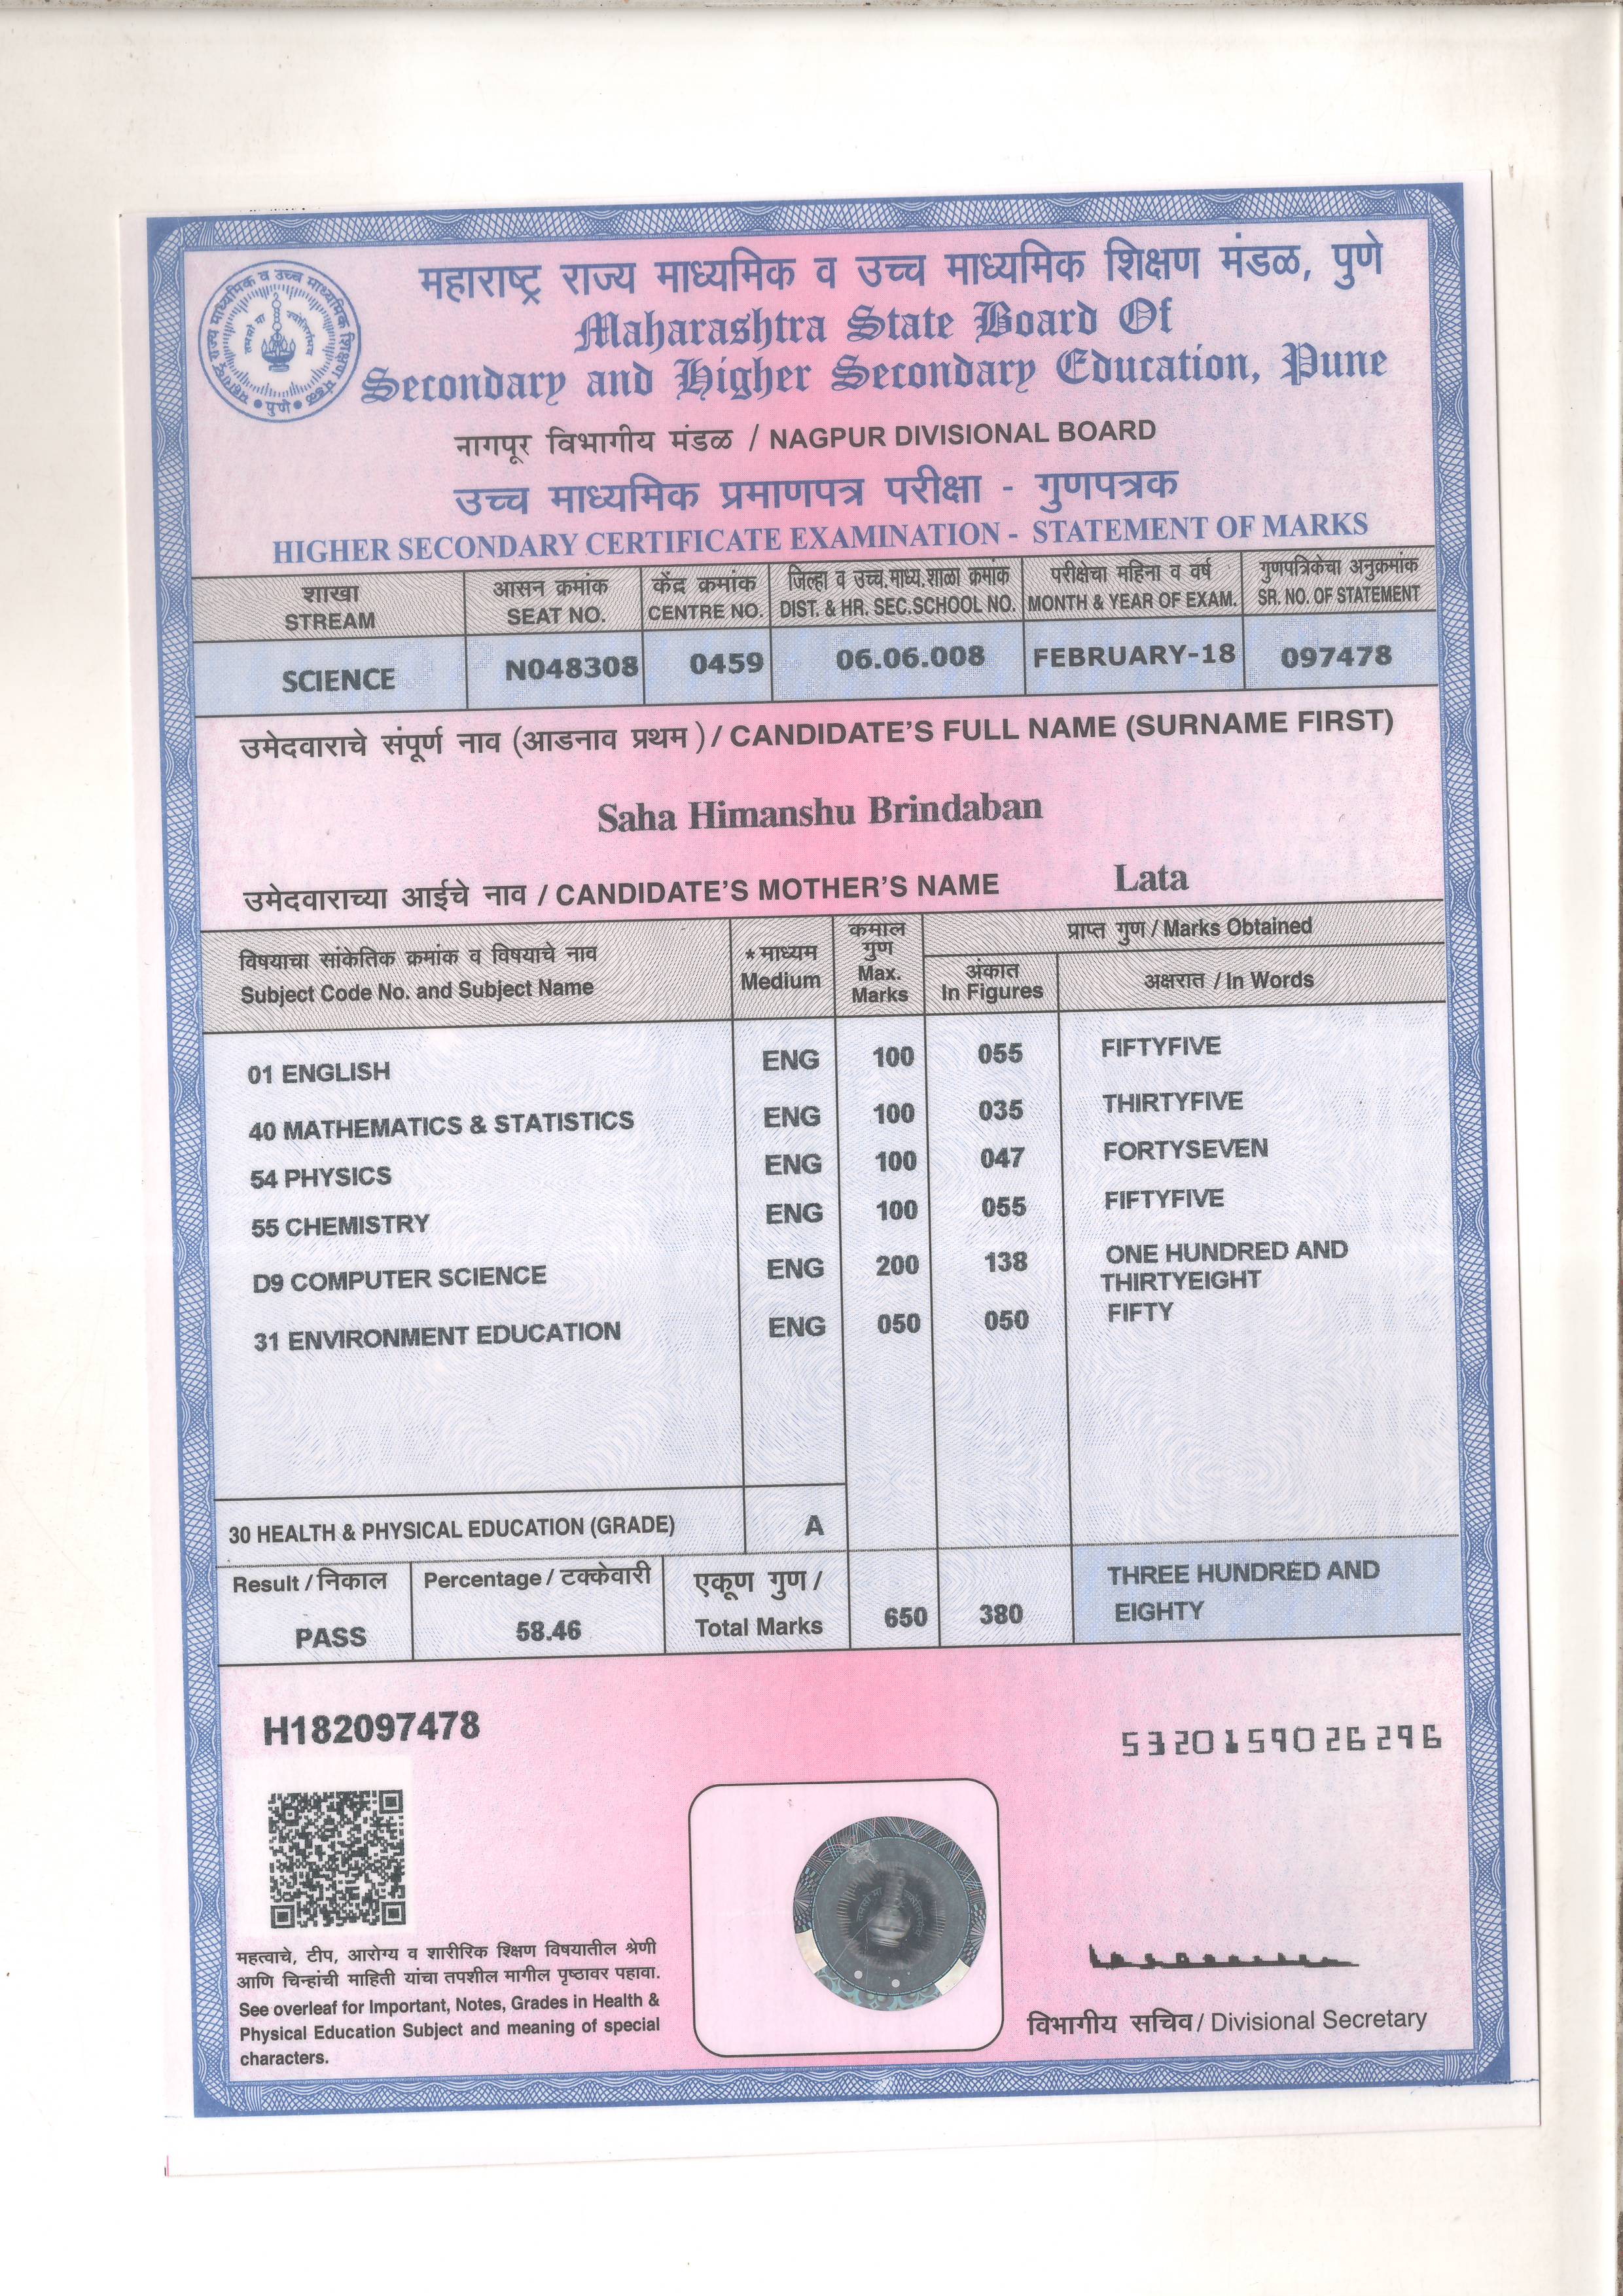 महाराष्ट्र राज्य माध्यमिक व उच्च माध्यमिक शिक्षण मंडळ, पुणे
Maharashtra State Board Of
Secondary and Higher Secondary Education, Pune
महाराष्ट्र राज्य माध्यमिक व उच्च माध्यमिक शिक्षण मंडळ • पुणे •
तमसो मा ज्योतिर्गमय
नागपूर विभागीय मंडळ / NAGPUR DIVISIONAL BOARD
उच्च माध्यमिक प्रमाणपत्र परीक्षा - गुणपत्रक
HIGHER SECONDARY CERTIFICATE EXAMINATION - STATEMENT OF MARKS
शाखा आसन क्रमांक केंद्र क्रमांक जिल्हा व उच्च.माध्य.शाळा क्रमांक परीक्षेचा महिना व वर्ष गुणपत्रिकेचा अनुक्रमांक
STREAM SEAT NO. CENTRE NO. DIST. & HR. SEC.SCHOOL NO. MONTH & YEAR OF EXAM. SR. NO. OF STATEMENT
SCIENCE N048308 0459 06.06.008 FEBRUARY-18 097478
उमेदवाराचे संपूर्ण नाव (आडनाव प्रथम ) / CANDIDATE'S FULL NAME (SURNAME FIRST)
Saha Himanshu Brindaban
उमेदवाराच्या आईचे नाव / CANDIDATE'S MOTHER'S NAME Lata
विषयाचा सांकेतिक क्रमांक व विषयाचे नाव
Subject Code No. and Subject Name
* माध्यम
Medium
कमाल
गुण
Max.
Marks
प्राप्त गुण / Marks Obtained
अंकात
In Figures
अक्षरात / In Words
01 ENGLISH ENG 100 055 FIFTYFIVE
40 MATHEMATICS & STATISTICS ENG 100 035 THIRTYFIVE
54 PHYSICS ENG 100 047 FORTYSEVEN
55 CHEMISTRY ENG 100 055 FIFTYFIVE
D9 COMPUTER SCIENCE ENG 200 138 ONE HUNDRED AND
THIRTYEIGHT
31 ENVIRONMENT EDUCATION ENG 050 050 FIFTY
30 HEALTH & PHYSICAL EDUCATION (GRADE) A
Result / निकाल Percentage / टक्केवारी एकूण गुण / THREE HUNDRED AND
PASS 58.46 Total Marks 650 380 EIGHTY
H182097478
5320159026296
महत्वाचे, टीप, आरोग्य व शारीरिक शिक्षण विषयातील श्रेणी
आणि चिन्हांची माहिती यांचा तपशील मागील पृष्ठावर पहावा.
See overleaf for Important, Notes, Grades in Health &
Physical Education Subject and meaning of special
characters.
विभागीय सचिव / Divisional Secretary